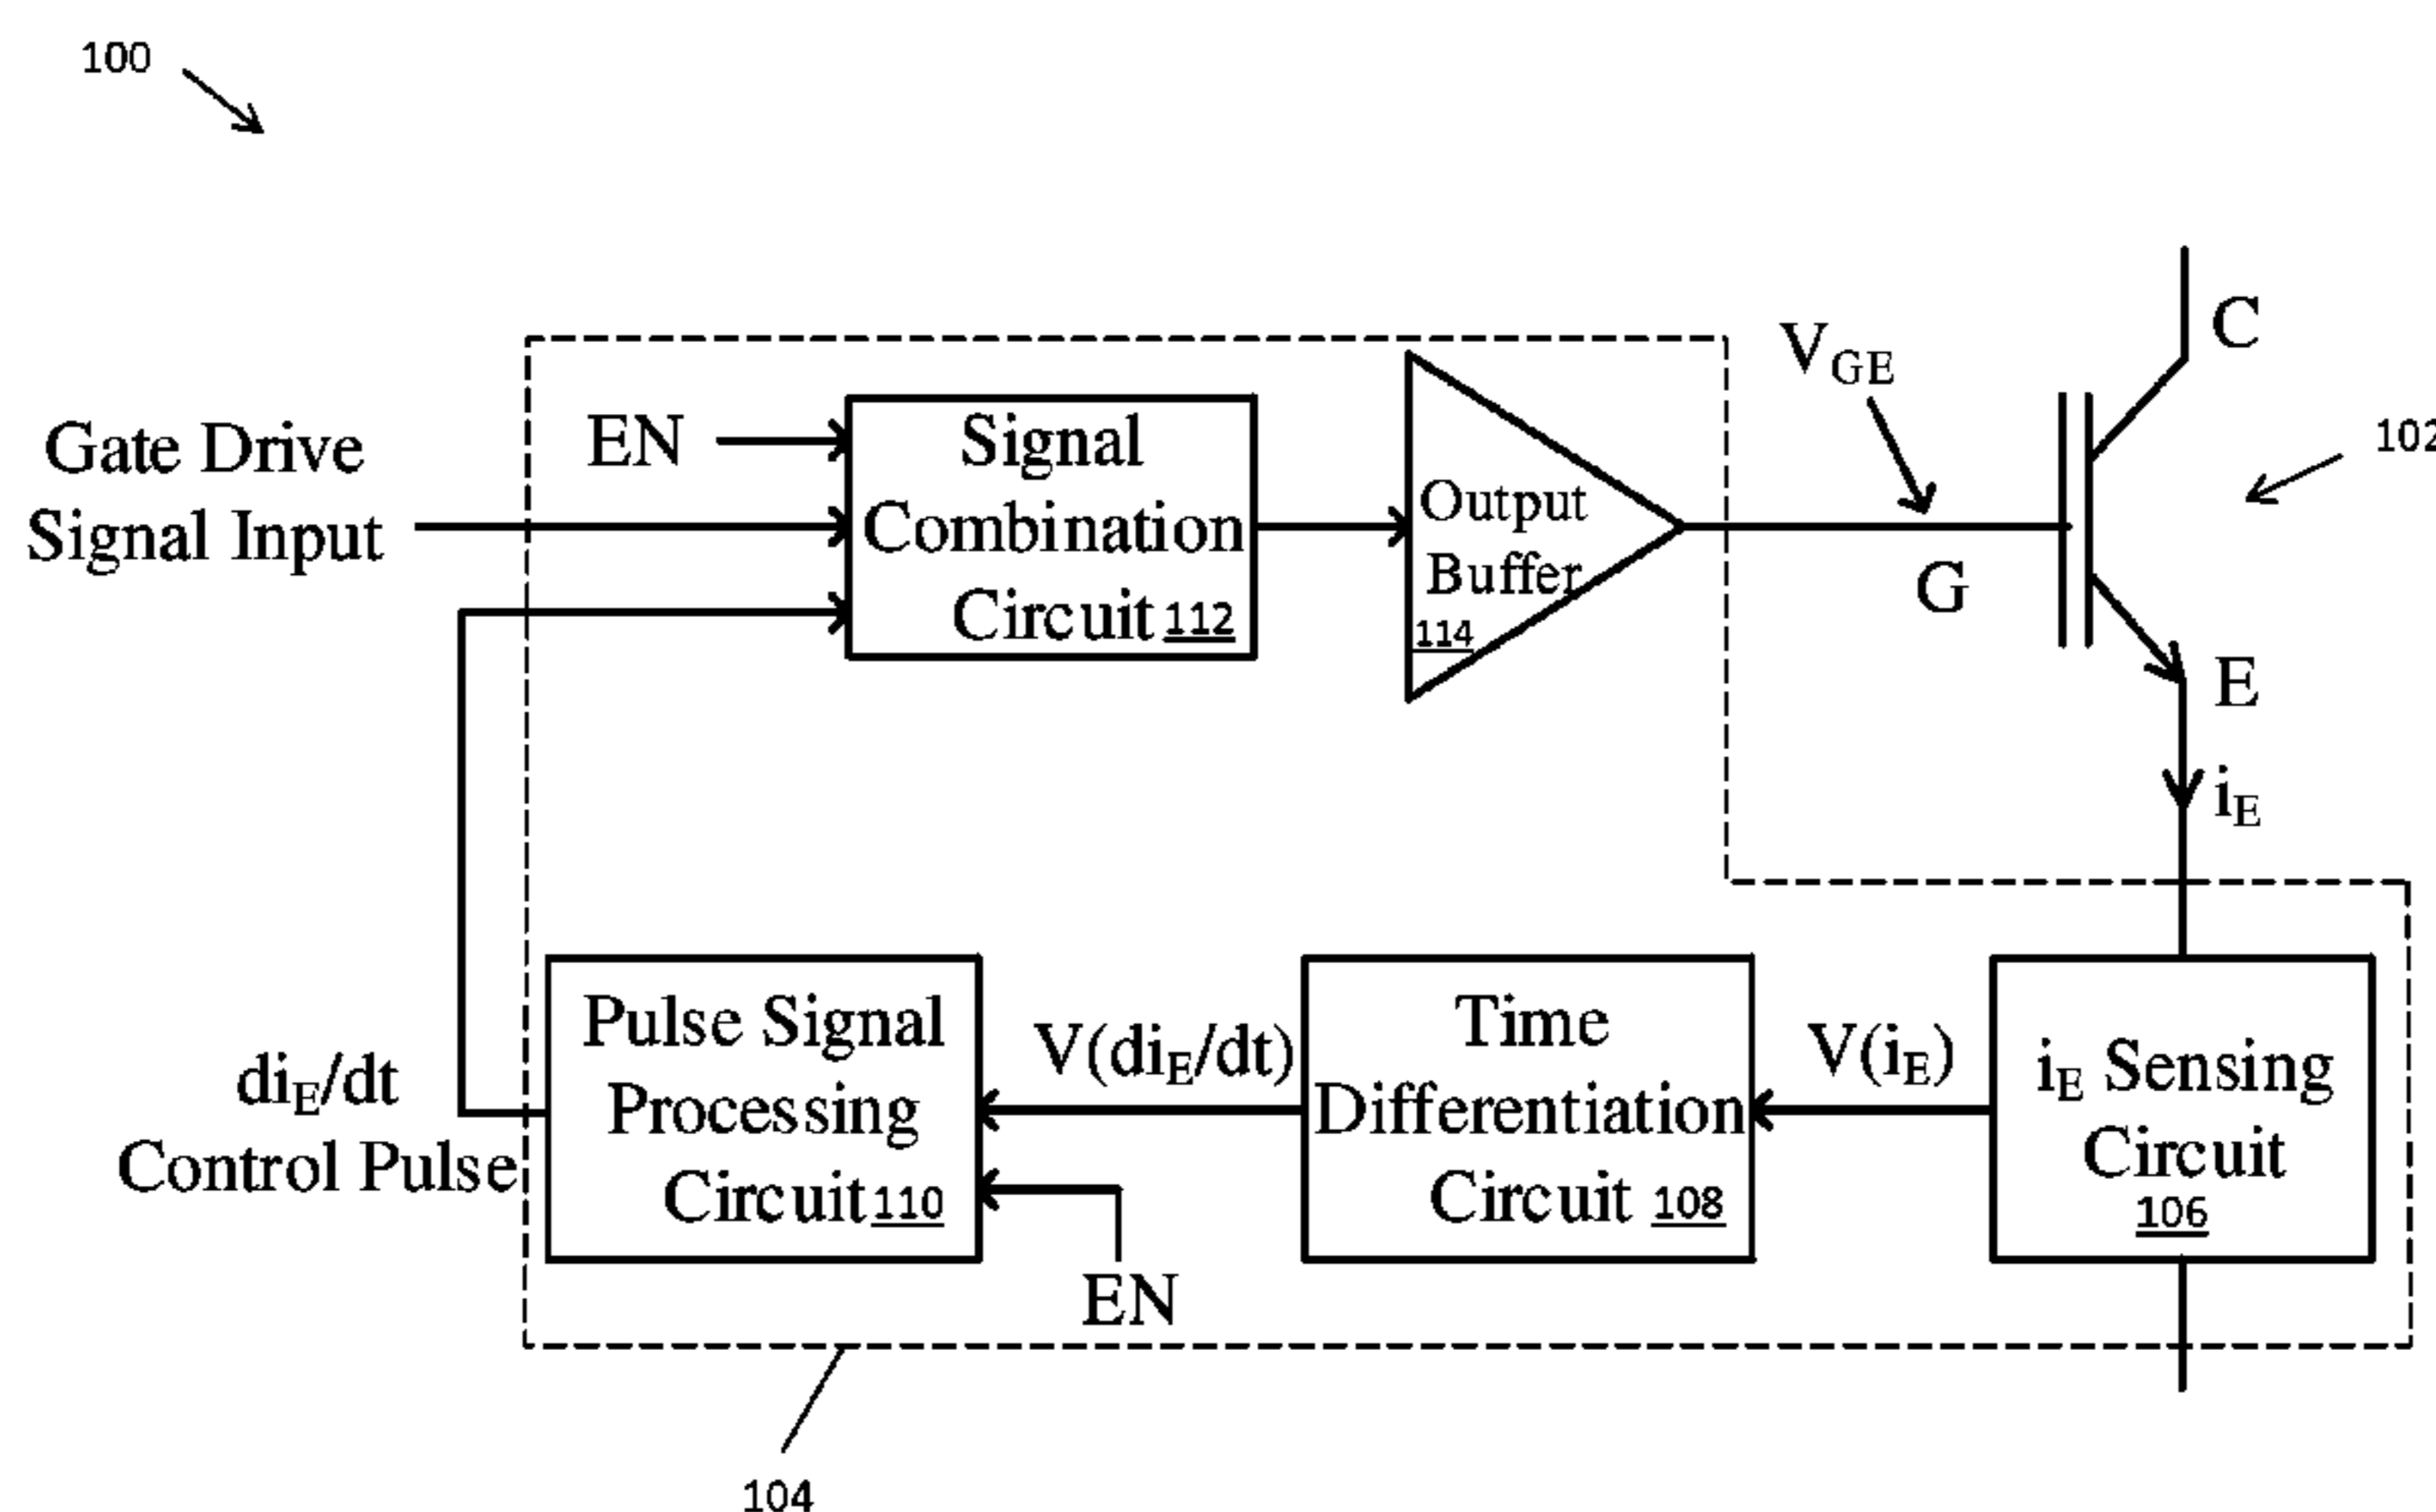 100
C
V_GE
102
Gate Drive
Signal Input
EN
Signal
Combination
Circuit 112
Output
Buffer
114
G
E
i_E
di_E/dt
Control Pulse
Pulse Signal
Processing
Circuit 110
V(di_E/dt)
EN
Time
Differentiation
Circuit 108
V(i_E)
i_E Sensing
Circuit
106
104